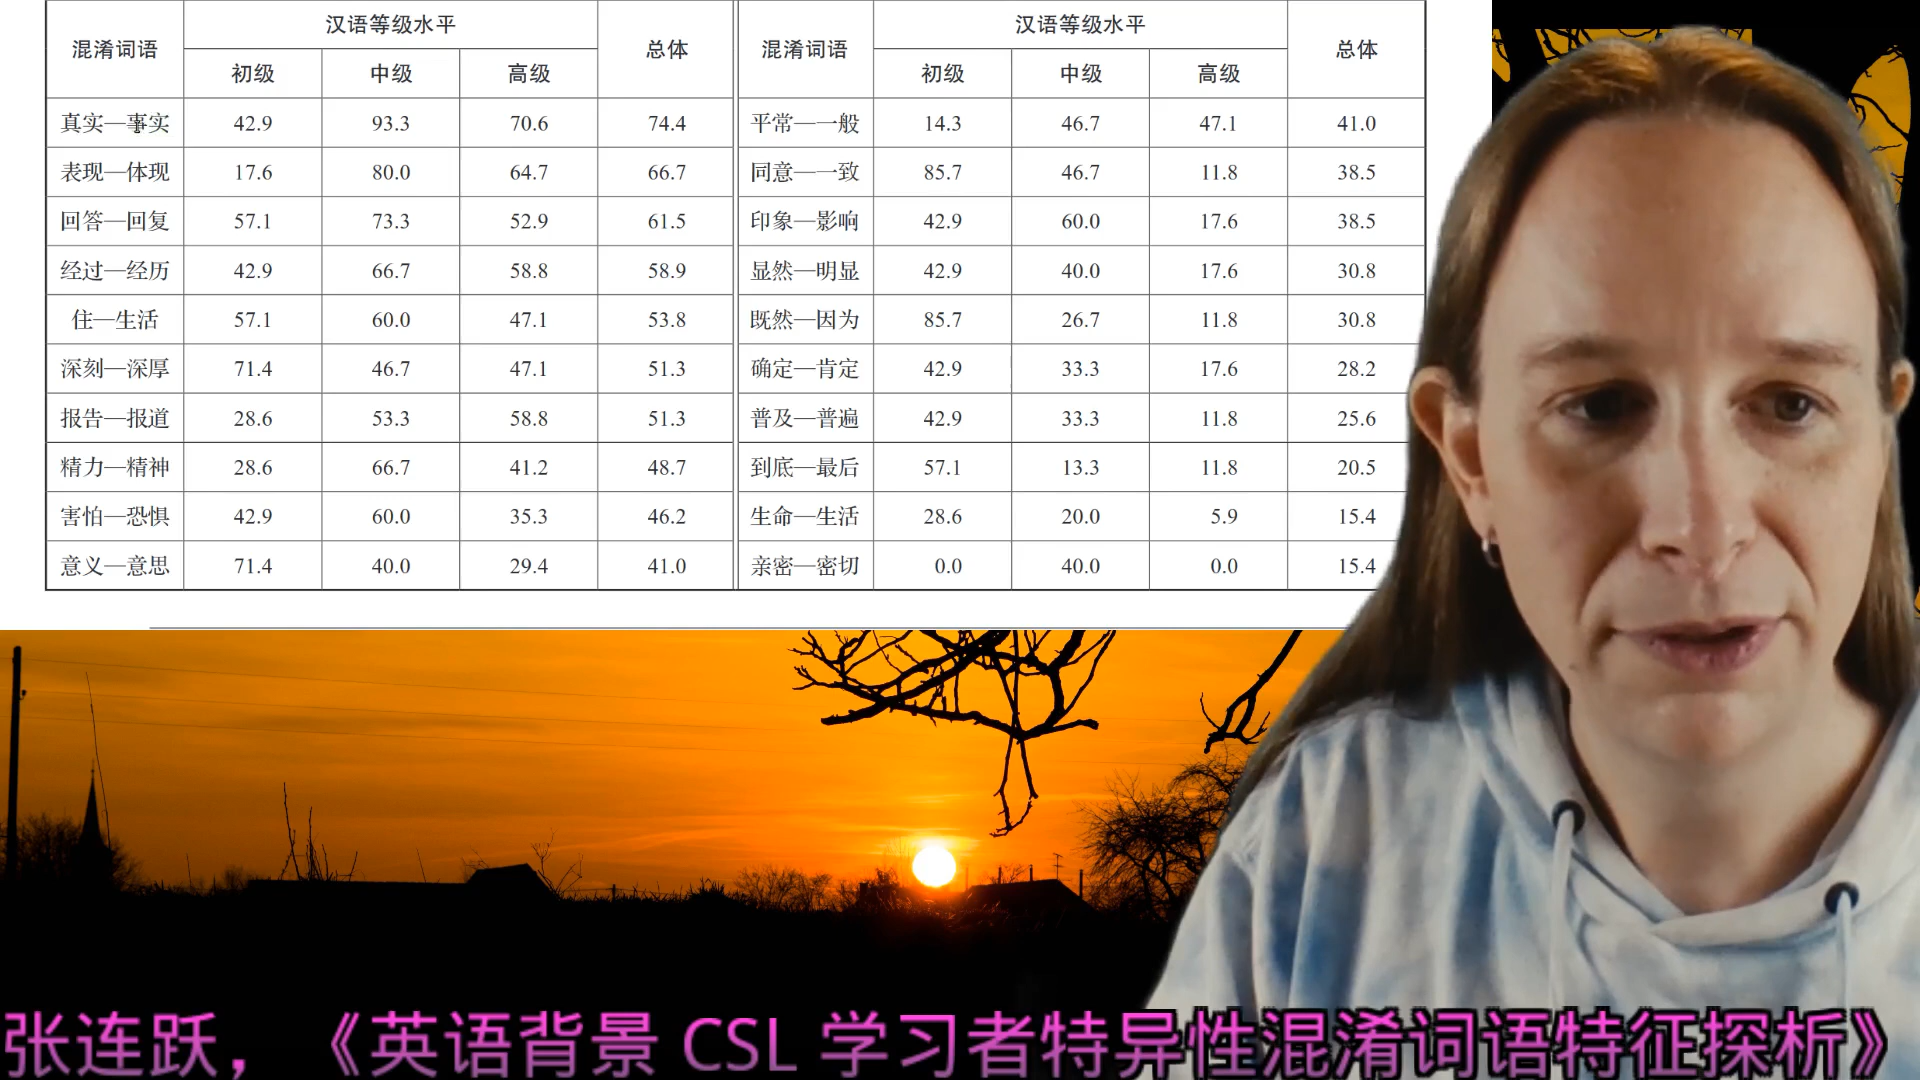 混淆词语 汉语等级水平 总体 混淆词语 汉语等级水平 总体
初级 中级 高级 初级 中级 高级
真实—事实 42.9 93.3 70.6 74.4 平常—一般 14.3 46.7 47.1 41.0
表现—体现 17.6 80.0 64.7 66.7 同意—一致 85.7 46.7 11.8 38.5
回答—回复 57.1 73.3 52.9 61.5 印象—影响 42.9 60.0 17.6 38.5
经过—经历 42.9 66.7 58.8 58.9 显然—明显 42.9 40.0 17.6 30.8
住—生活 57.1 60.0 47.1 53.8 既然—因为 85.7 26.7 11.8 30.8
深刻—深厚 71.4 46.7 47.1 51.3 确定—肯定 42.9 33.3 17.6 28.2
报告—报道 28.6 53.3 58.8 51.3 普及—普遍 42.9 33.3 11.8 25.6
精力—精神 28.6 66.7 41.2 48.7 到底—最后 57.1 13.3 11.8 20.5
害怕—恐惧 42.9 60.0 35.3 46.2 生命—生活 28.6 20.0 5.9 15.4
意义—意思 71.4 40.0 29.4 41.0 亲密—密切 0.0 40.0 0.0 15.4
张连跃，《英语背景 CSL 学习者特异性混淆词语特征探析》